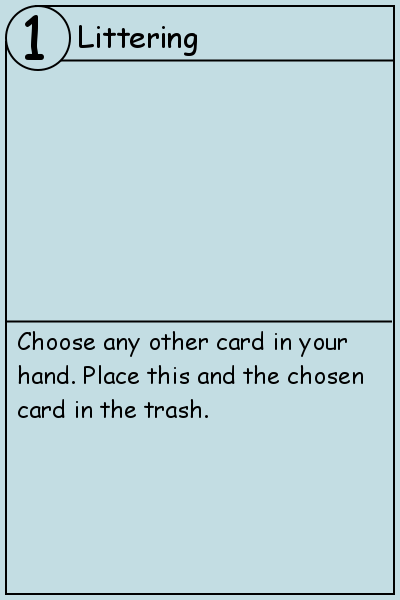 1 Littering
Choose any other card in your
hand. Place this and the chosen
card in the trash.